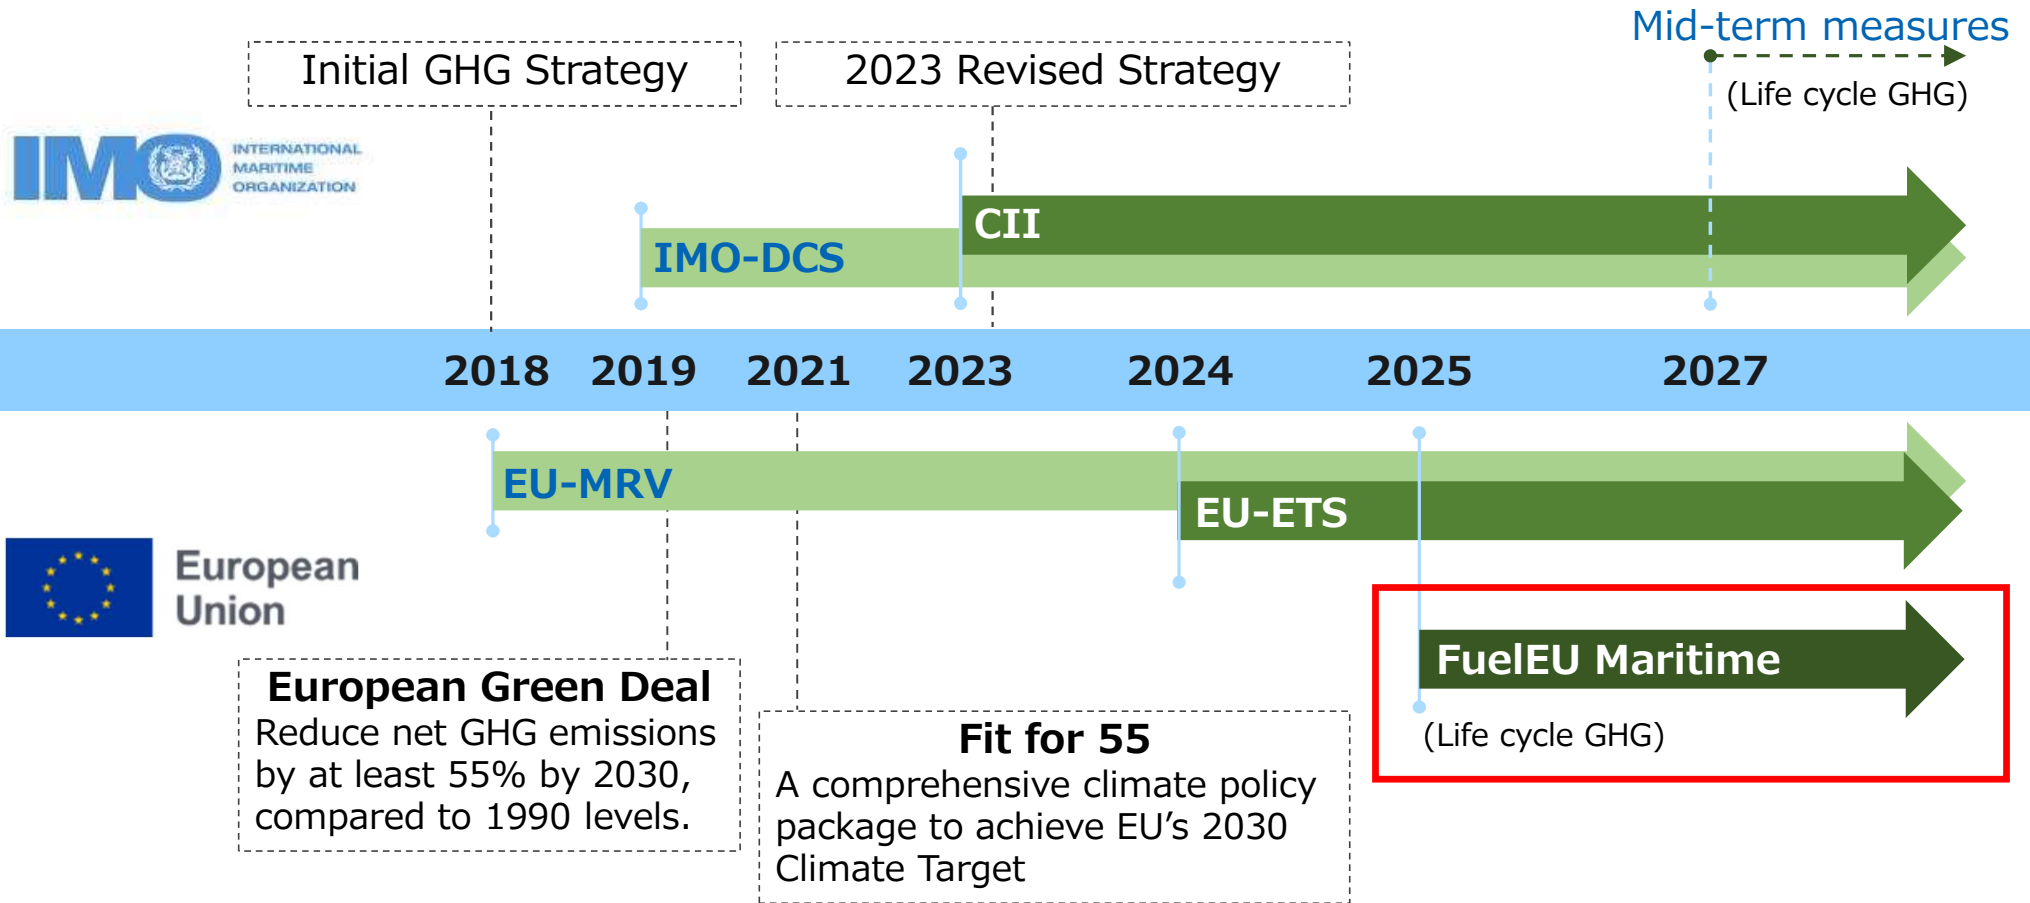 Mid-term measures
(Life cycle GHG)
Initial GHG Strategy
2023 Revised Strategy
IMO
INTERNATIONAL
MARITIME
ORGANIZATION
CII
IMO-DCS
2018 2019 2021 2023 2024 2025 2027
EU-MRV
EU-ETS
European
Union
FuelEU Maritime
(Life cycle GHG)
European Green Deal
Reduce net GHG emissions
by at least 55% by 2030,
compared to 1990 levels.
Fit for 55
A comprehensive climate policy
package to achieve EU’s 2030
Climate Target